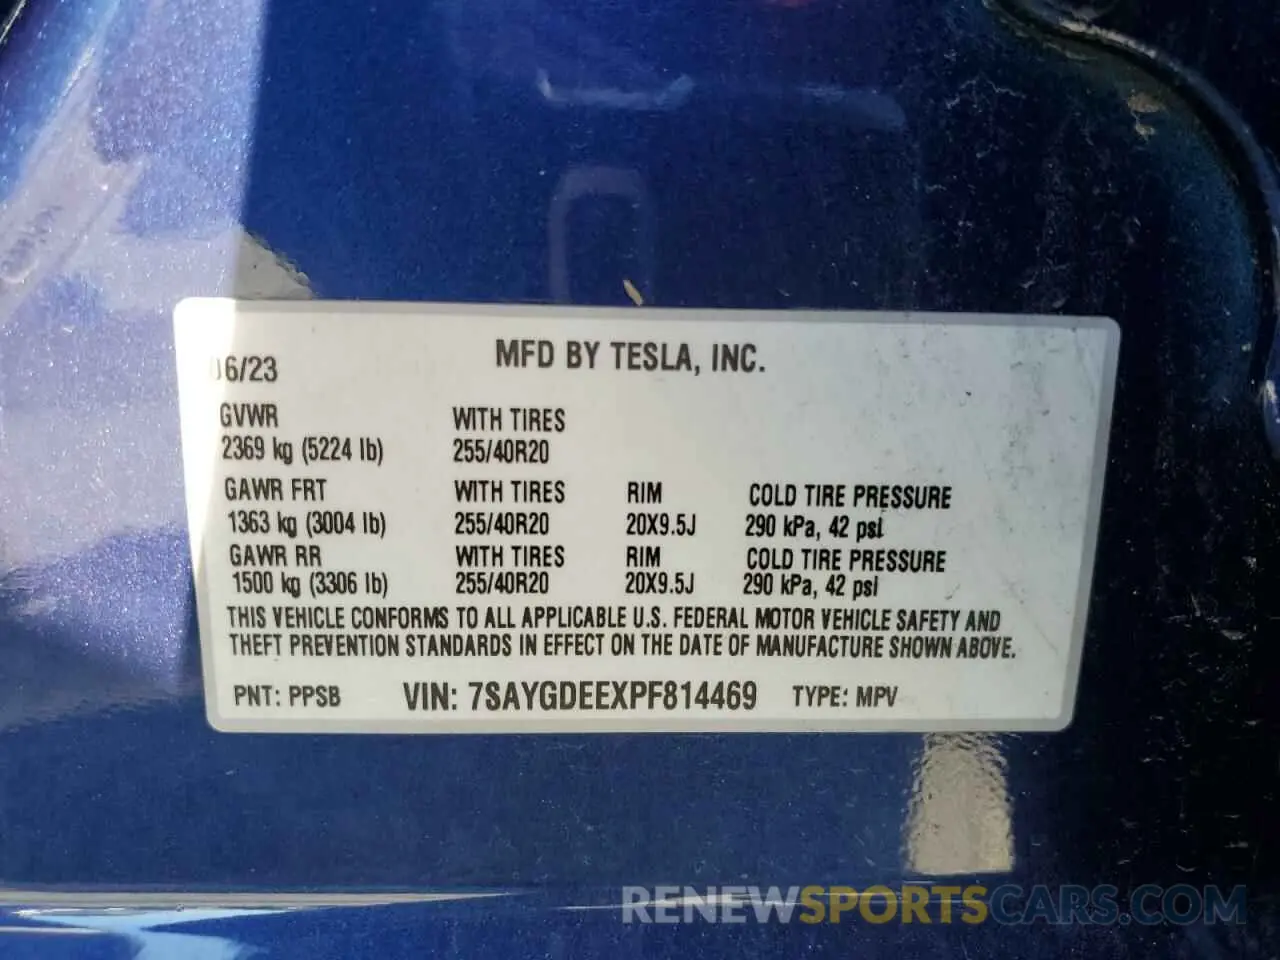 06/23 MFD BY TESLA, INC.
GVWR WITH TIRES
2369 kg (5224 lb) 255/40R20
GAWR FRT WITH TIRES RIM COLD TIRE PRESSURE
1363 kg (3004 lb) 255/40R20 20X9.5J 290 kPa, 42 psi
GAWR RR WITH TIRES RIM COLD TIRE PRESSURE
1500 kg (3306 lb) 255/40R20 20X9.5J 290 kPa, 42 psi
THIS VEHICLE CONFORMS TO ALL APPLICABLE U.S. FEDERAL MOTOR VEHICLE SAFETY AND
THEFT PREVENTION STANDARDS IN EFFECT ON THE DATE OF MANUFACTURE SHOWN ABOVE.
PNT: PPSB VIN: 7SAYGDEEXPF814469 TYPE: MPV
RENEWSPORTSCARS.COM